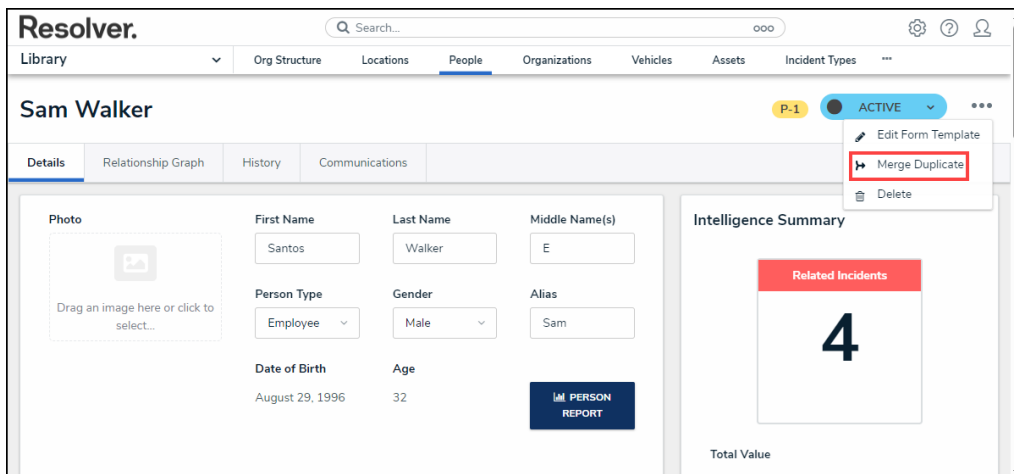 Resolver.
Search...
ooo
Library
Org Structure
Locations
People
Organizations
Vehicles
Assets
Incident Types
Sam Walker
P-1
ACTIVE
Edit Form Template
Merge Duplicate
Delete
Details
Relationship Graph
History
Communications
Photo
Drag an image here or click to
select...
First Name
Last Name
Middle Name(s)
Santos
Walker
E
Person Type
Gender
Alias
Employee
Male
Sam
Date of Birth
Age
August 29, 1996
32
PERSON
REPORT
Intelligence Summary
Related Incidents
4
Total Value